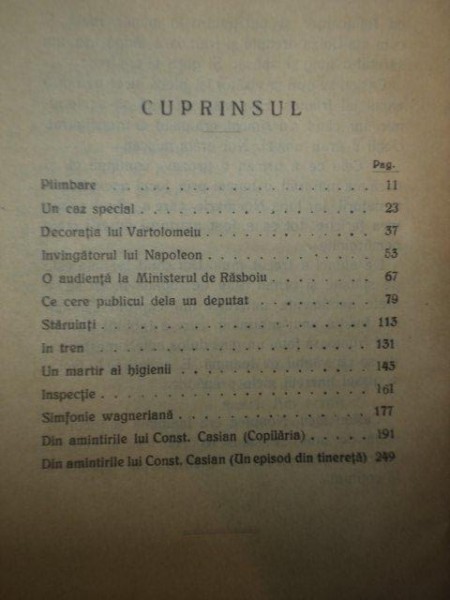 CUPRINSUL
Pag.
Plimbare . . . . . . . . . . . . . . 11
Un caz special . . . . . . . . . . . . 23
Decorația lui Vartolomeiu . . . . . . . . 37
Invingătorul lui Napoleon . . . . . . . . 53
O audiență la Ministerul de Răsboiu . . . . . 67
Ce cere publicul dela un deputat . . . . . . 79
Stăruinți . . . . . . . . . . . . . . 113
In tren . . . . . . . . . . . . . . 131
Un martir al higienii . . . . . . . . . . 145
Inspecție . . . . . . . . . . . . . . 161
Simfonie wagneriană . . . . . . . . . . 177
Din amintirile lui Const. Casian (Copilăria) . . . . 191
Din amintirile lui Const. Casian (Un episod din tinereță) 249